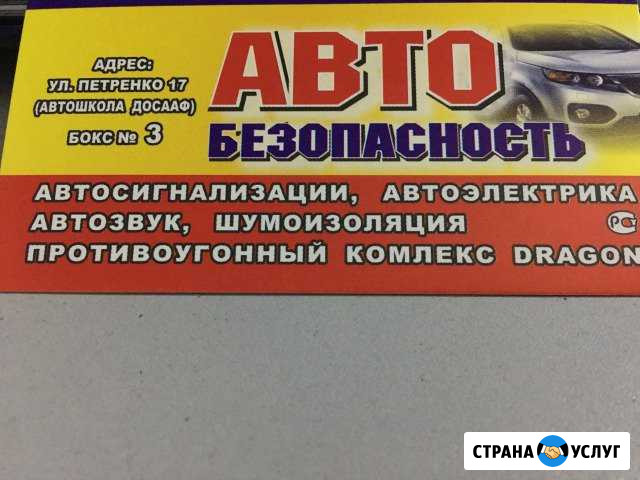 АДРЕС:
УЛ. ПЕТРЕНКО 17
(АВТОШКОЛА ДОСААФ)
БОКС № 3
АВТО
БЕЗОПАСНОСТЬ
АВТОСИГНАЛИЗАЦИИ, АВТОЭЛЕКТРИКА
АВТОЗВУК, ШУМОИЗОЛЯЦИЯ
РСТ
ПРОТИВОУГОННЫЙ КОМЛЕКС DRAGON
СТРАНА УСЛУГ